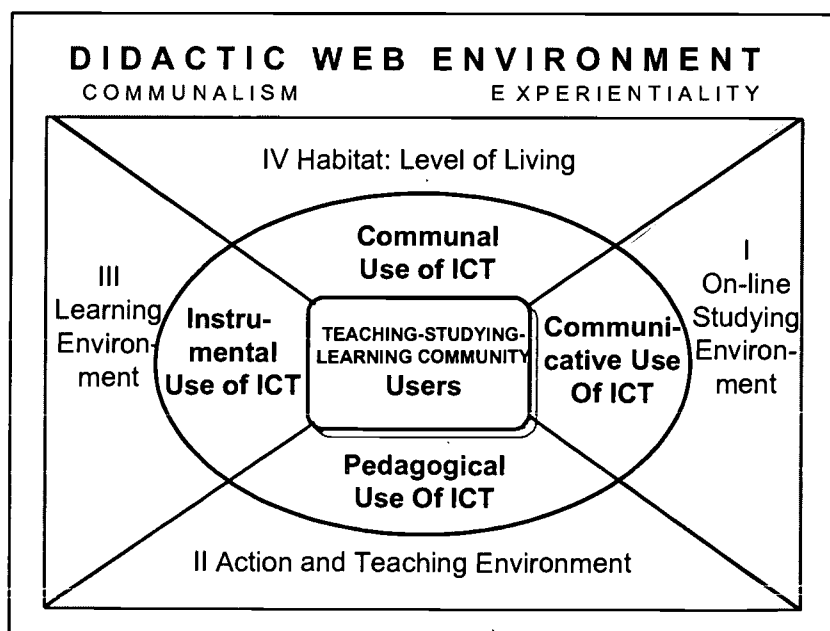 DIDACTIC WEB ENVIRONMENT
COMMUNALISM EXPERIENTIALITY
IV Habitat: Level of Living
Communal
Use of ICT
III
Learning
Environ-
ment
Instru-
mental
Use of ICT
TEACHING-STUDYING-
LEARNING COMMUNITY
Users
Communi-
cative Use
Of ICT
I
On-line
Studying
Environ-
ment
Pedagogical
Use Of ICT
II Action and Teaching Environment